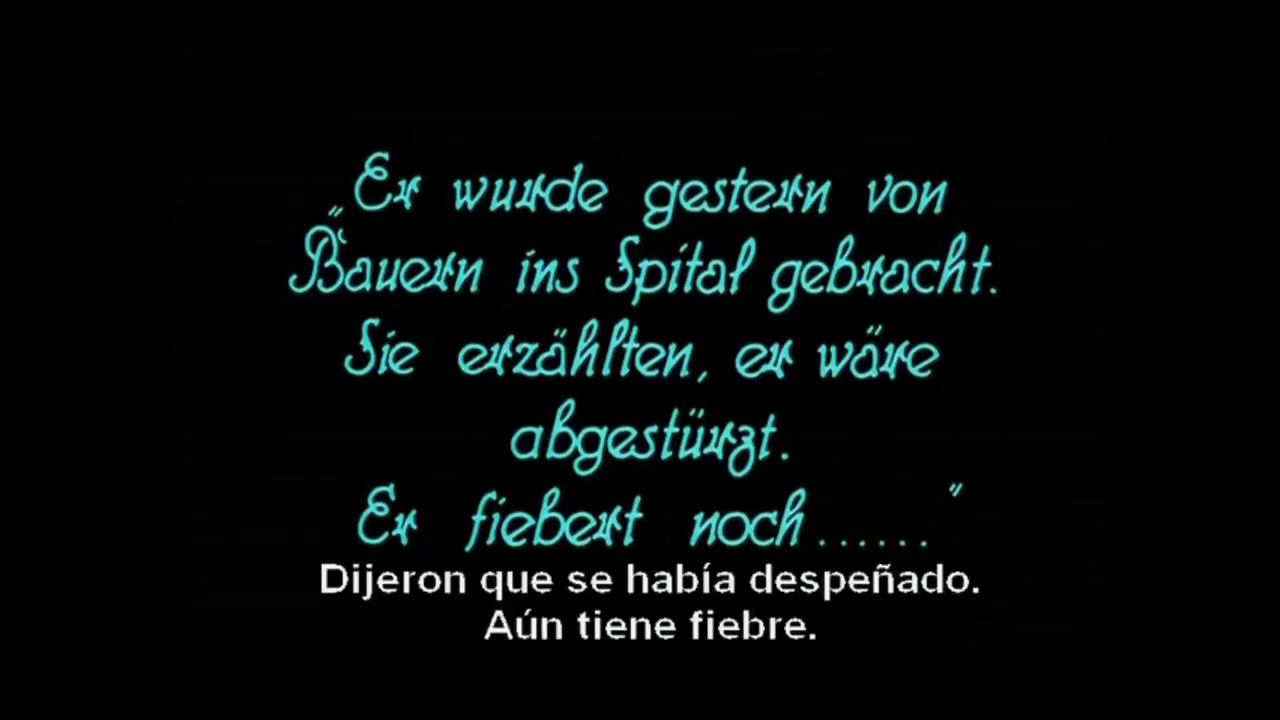 „Er wurde gestern von
Bauern ins Spital gebracht.
Sie erzählten, er wäre
abgestürzt.
Er fiebert noch ......"
Dijeron que se había despeñado.
Aún tiene fiebre.